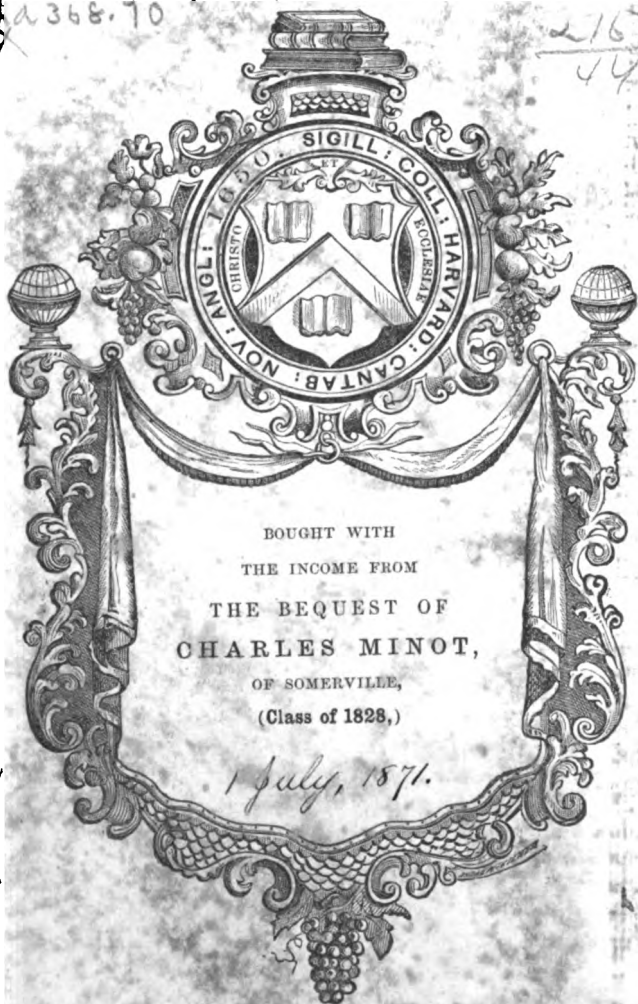 a 368.70
216
44
SIGILL : COLL : HARVARD : CANTAB : NOV : ANGL : 1650.
ET
CHRISTO
ECCLESIAE
BOUGHT WITH
THE INCOME FROM
THE BEQUEST OF
CHARLES MINOT,
OF SOMERVILLE,
(Class of 1828,)
1 July, 1871.